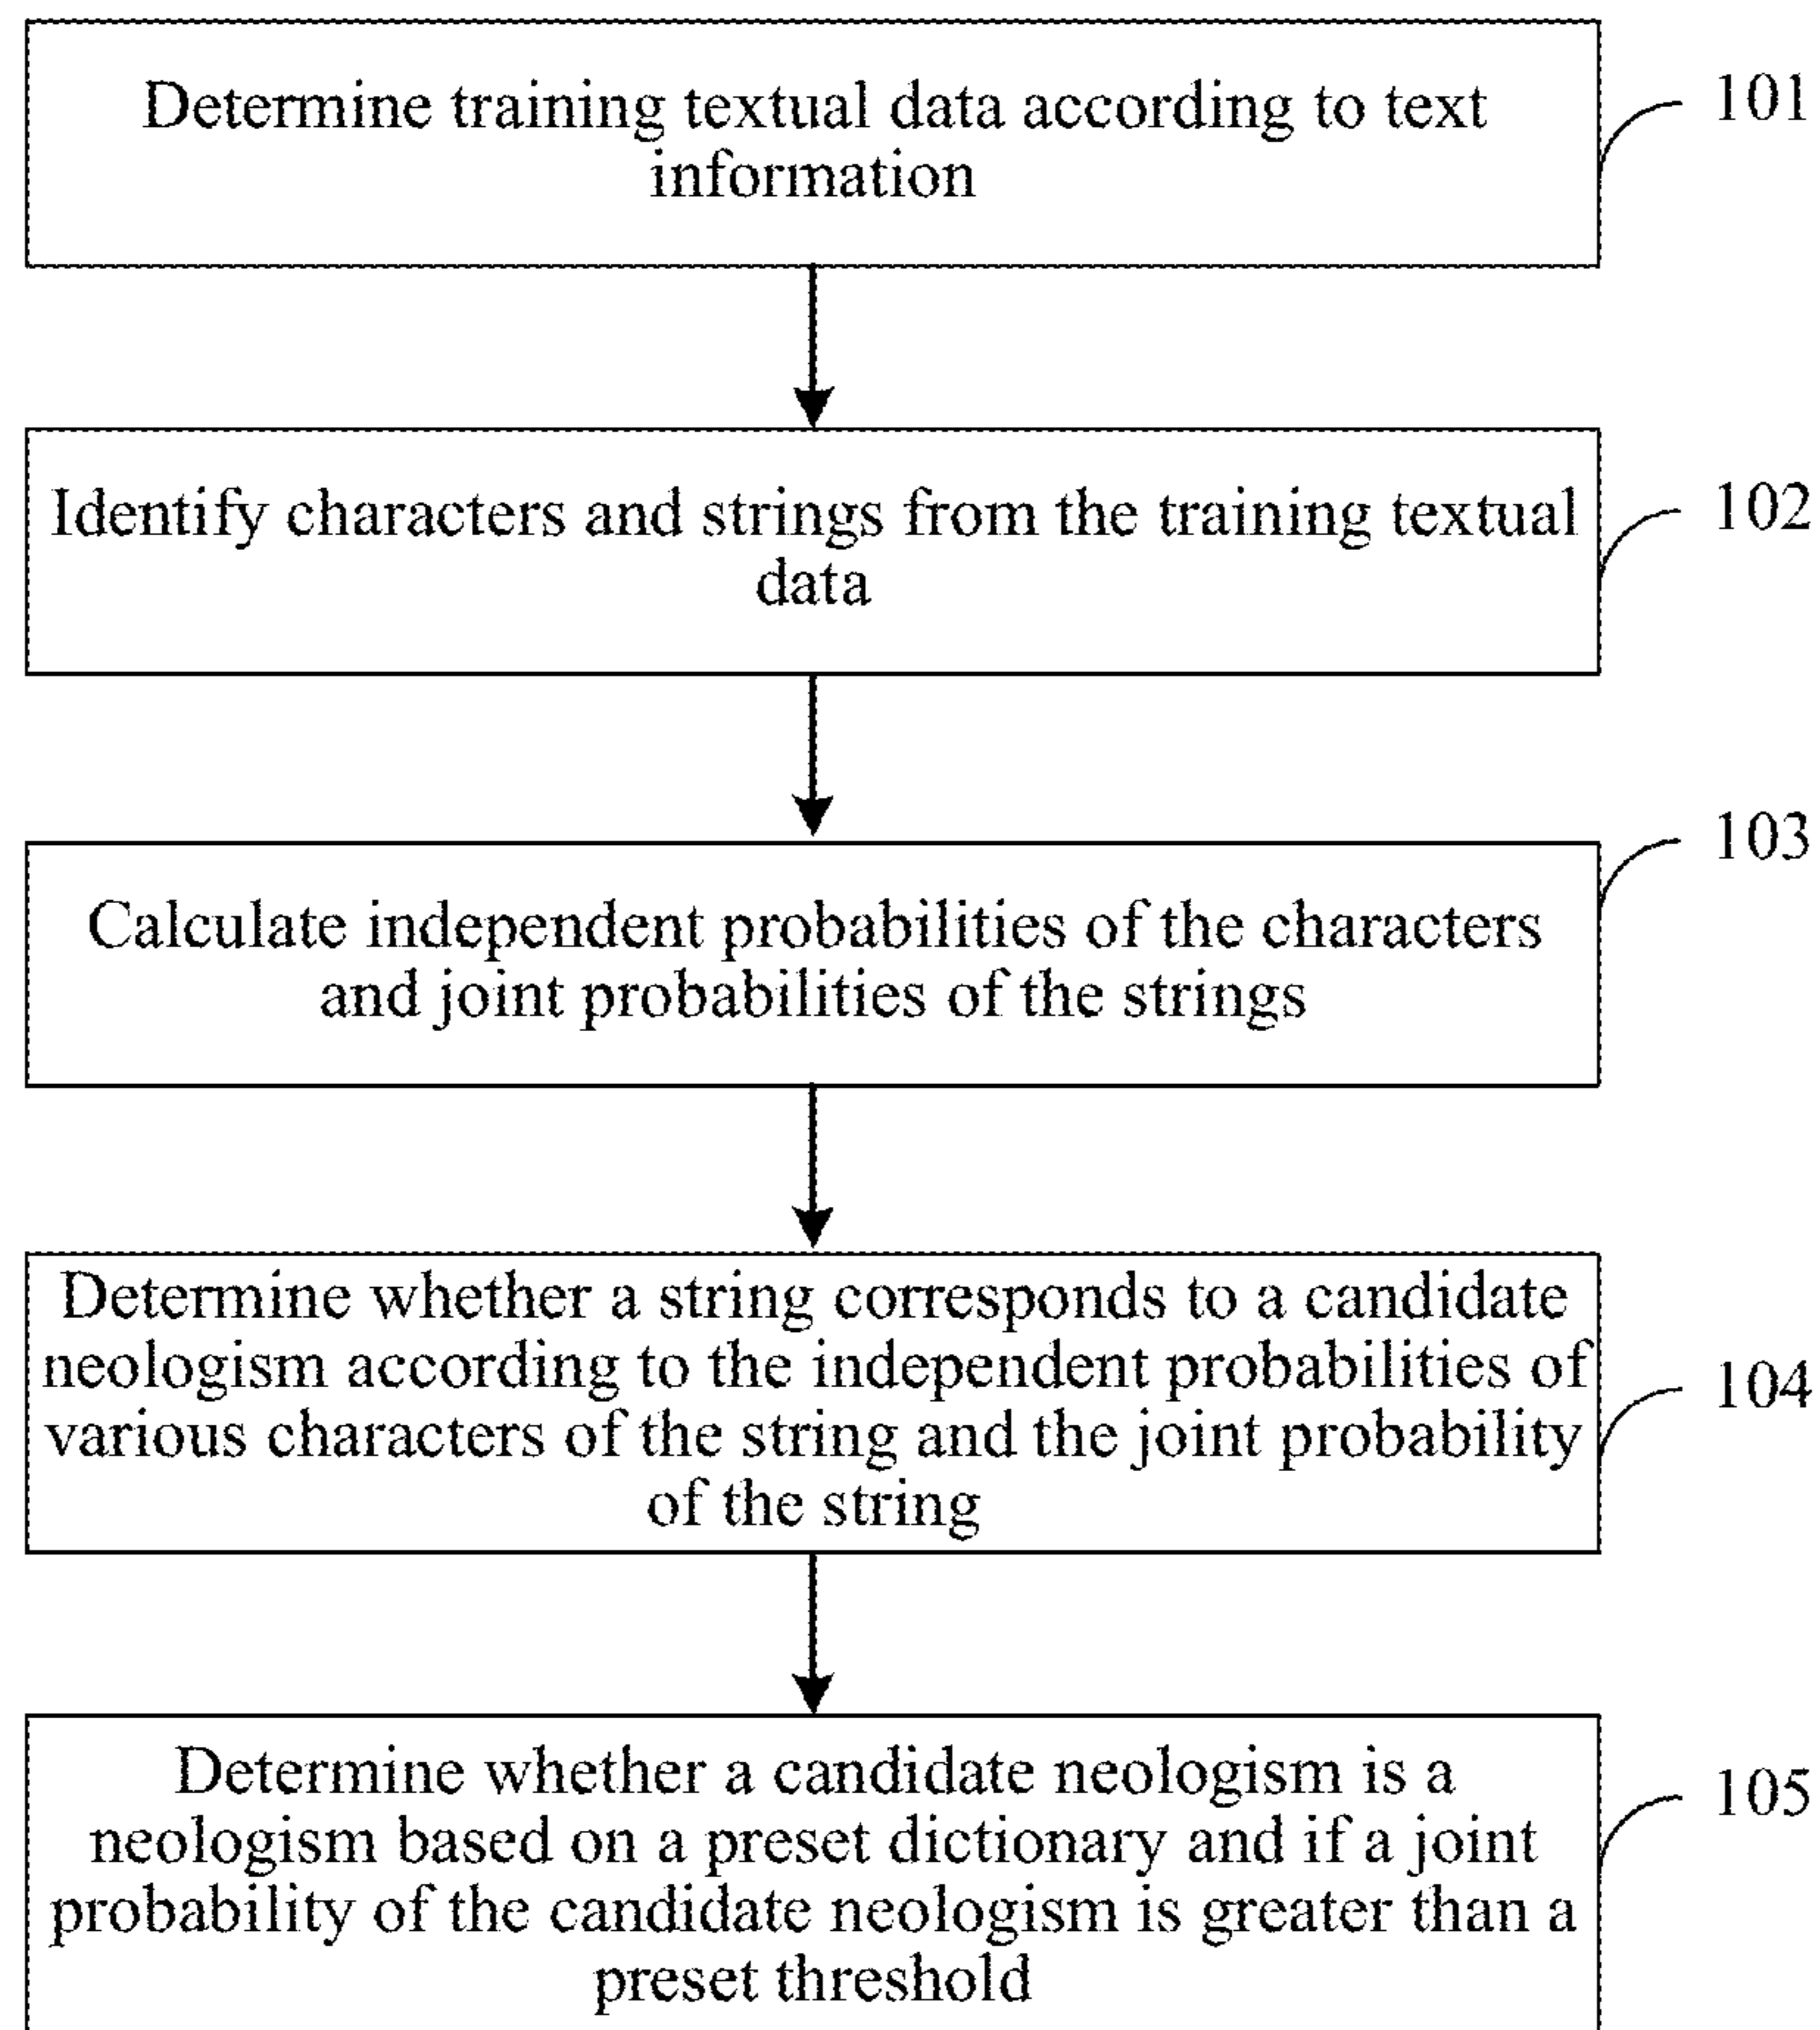 Determine training textual data according to text
information
101
Identify characters and strings from the training textual
data
102
Calculate independent probabilities of the characters
and joint probabilities of the strings
103
Determine whether a string corresponds to a candidate
neologism according to the independent probabilities of
various characters of the string and the joint probability
of the string
104
Determine whether a candidate neologism is a
neologism based on a preset dictionary and if a joint
probability of the candidate neologism is greater than a
preset threshold
105